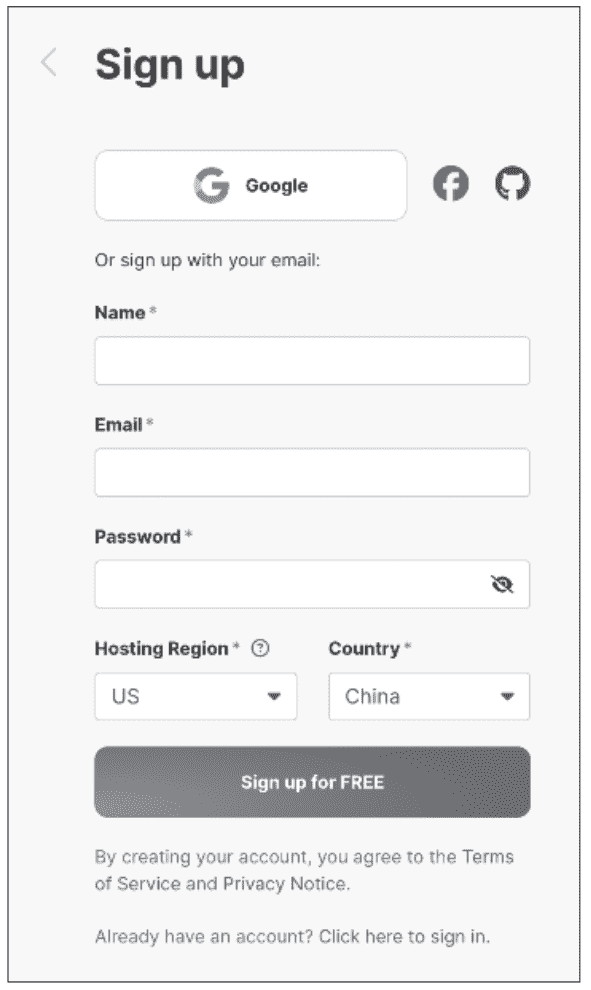 Sign up
Google
Or sign up with your email:
Name *
Email *
Password *
Hosting Region * ?
Country *
US
China
Sign up for FREE
By creating your account, you agree to the Terms
of Service and Privacy Notice.
Already have an account? Click here to sign in.